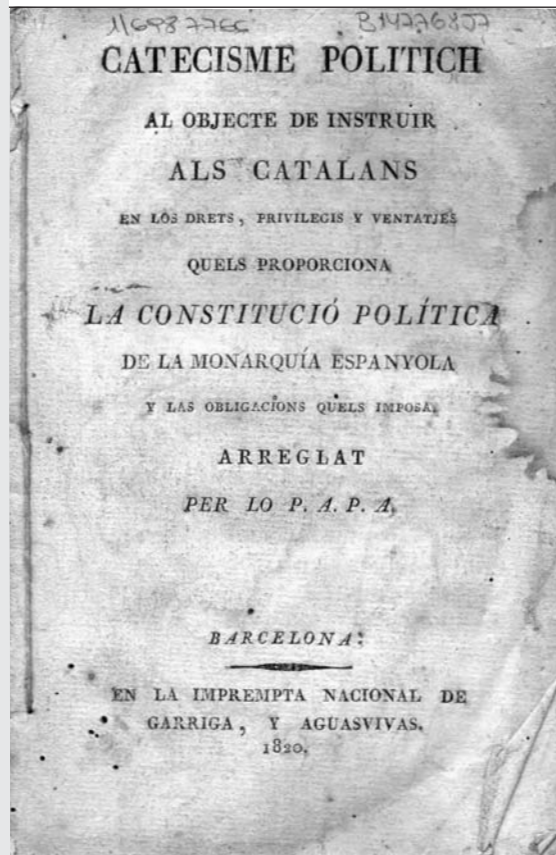 116987766 B14776857
CATECISME POLITICH
AL OBJECTE DE INSTRUIR
ALS CATALANS
EN LOS DRETS, PRIVILEGIS Y VENTATJES
QUELS PROPORCIONA
LA CONSTITUCIÓ POLÍTICA
DE LA MONARQUÍA ESPANYOLA
Y LAS OBLIGACIONS QUELS IMPOSA.
ARREGLAT
PER LO P. A. P. A.
BARCELONA:
EN LA IMPREMPTA NACIONAL DE
GARRIGA, Y AGUASVIVAS.
1820.